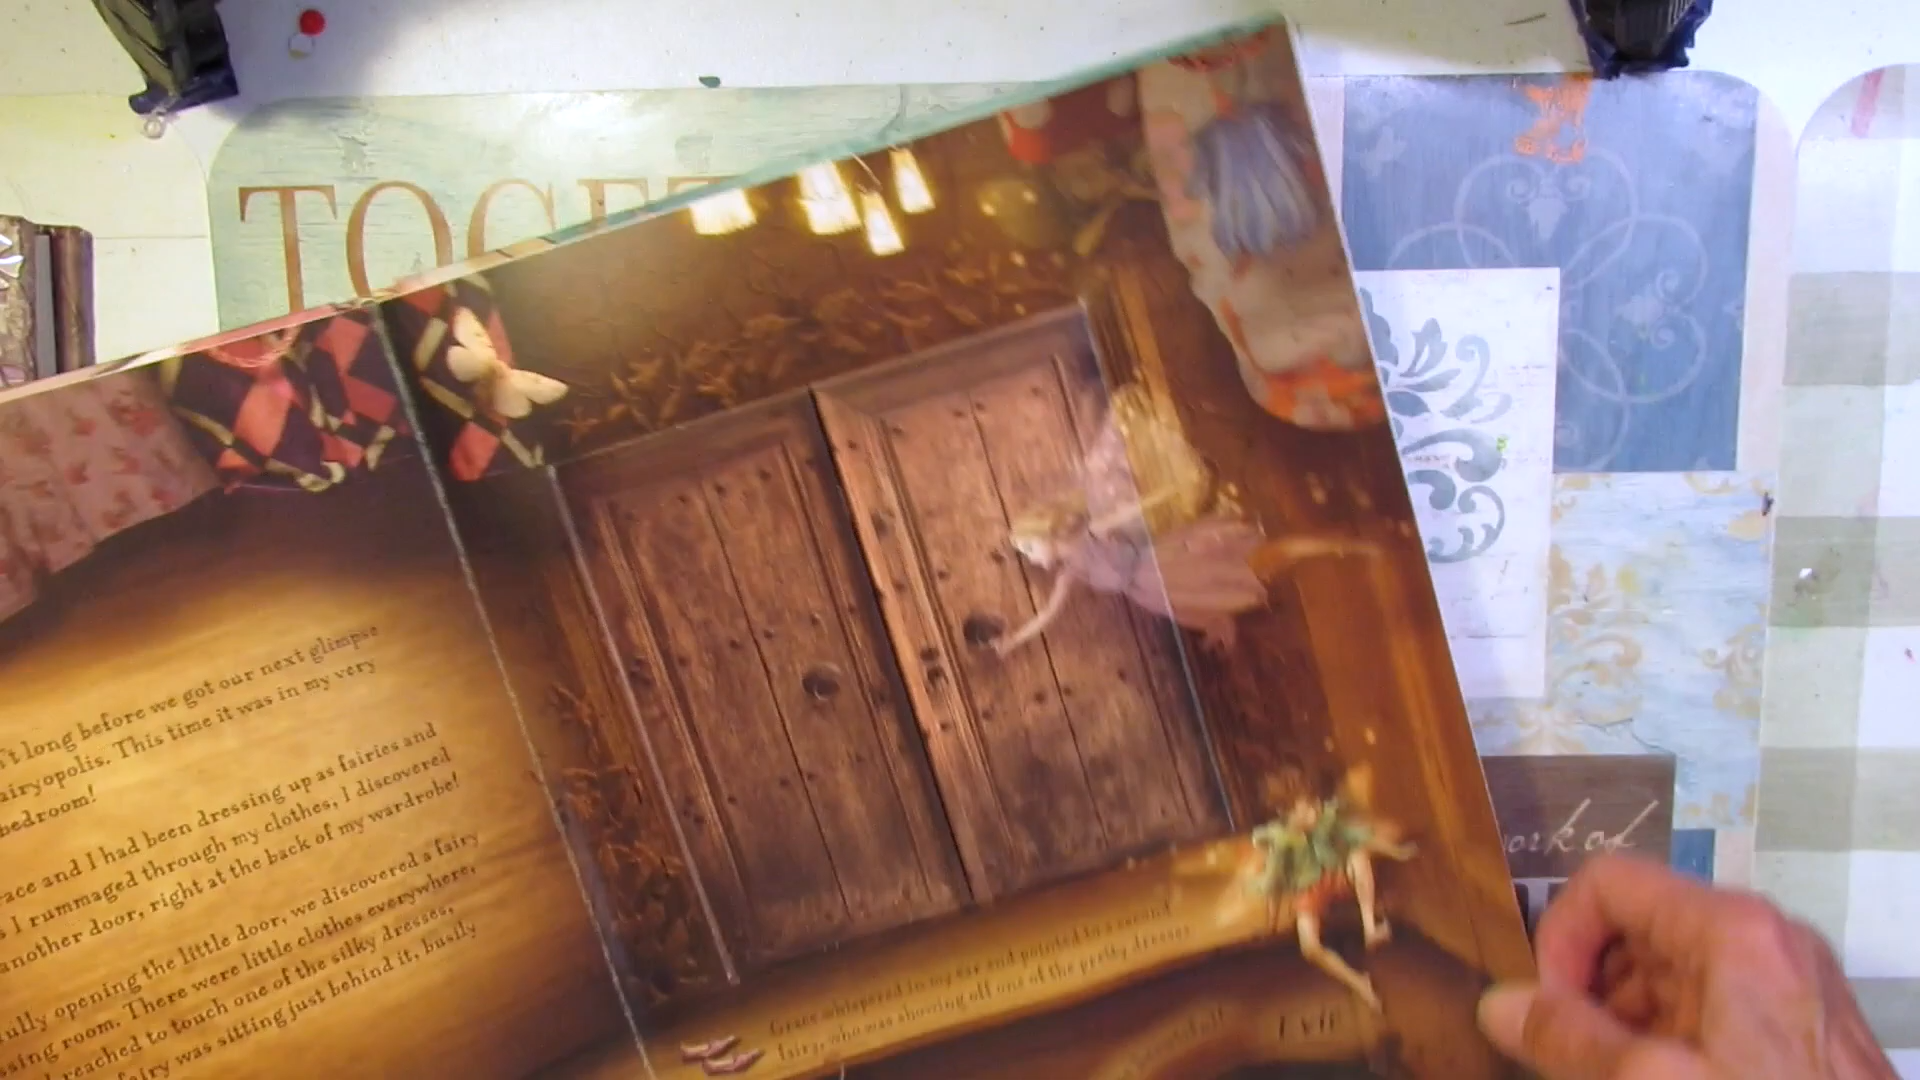 TOGET
't long before we got our next glimpse
airyopolis. This time it was in my very
bedroom!
race and I had been dressing up as fairies and
s I rummaged through my clothes, I discovered
another door, right at the back of my wardrobe!
fully opening the little door, we discovered a fairy
ssing room. There were little clothes everywhere,
reached to touch one of the silky dresses,
fairy was sitting just behind it, busily
Grace whispered in my ear and pointed to a second
fairy, who was showing off one of the pretty dresses
work of